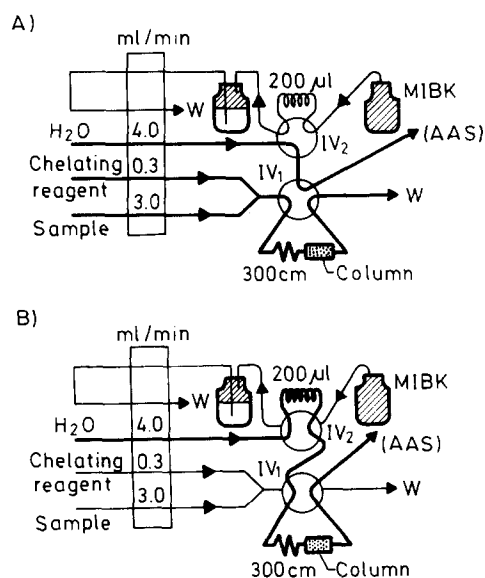 A)
ml/min
200 µl
MIBK
W
H2O 4.0
IV2
(AAS)
Chelating reagent 0.3
IV1
3.0
W
Sample
300cm
Column
B)
ml/min
200 µl
MIBK
W
H2O 4.0
IV2
(AAS)
Chelating reagent 0.3
IV1
3.0
W
Sample
300cm
Column